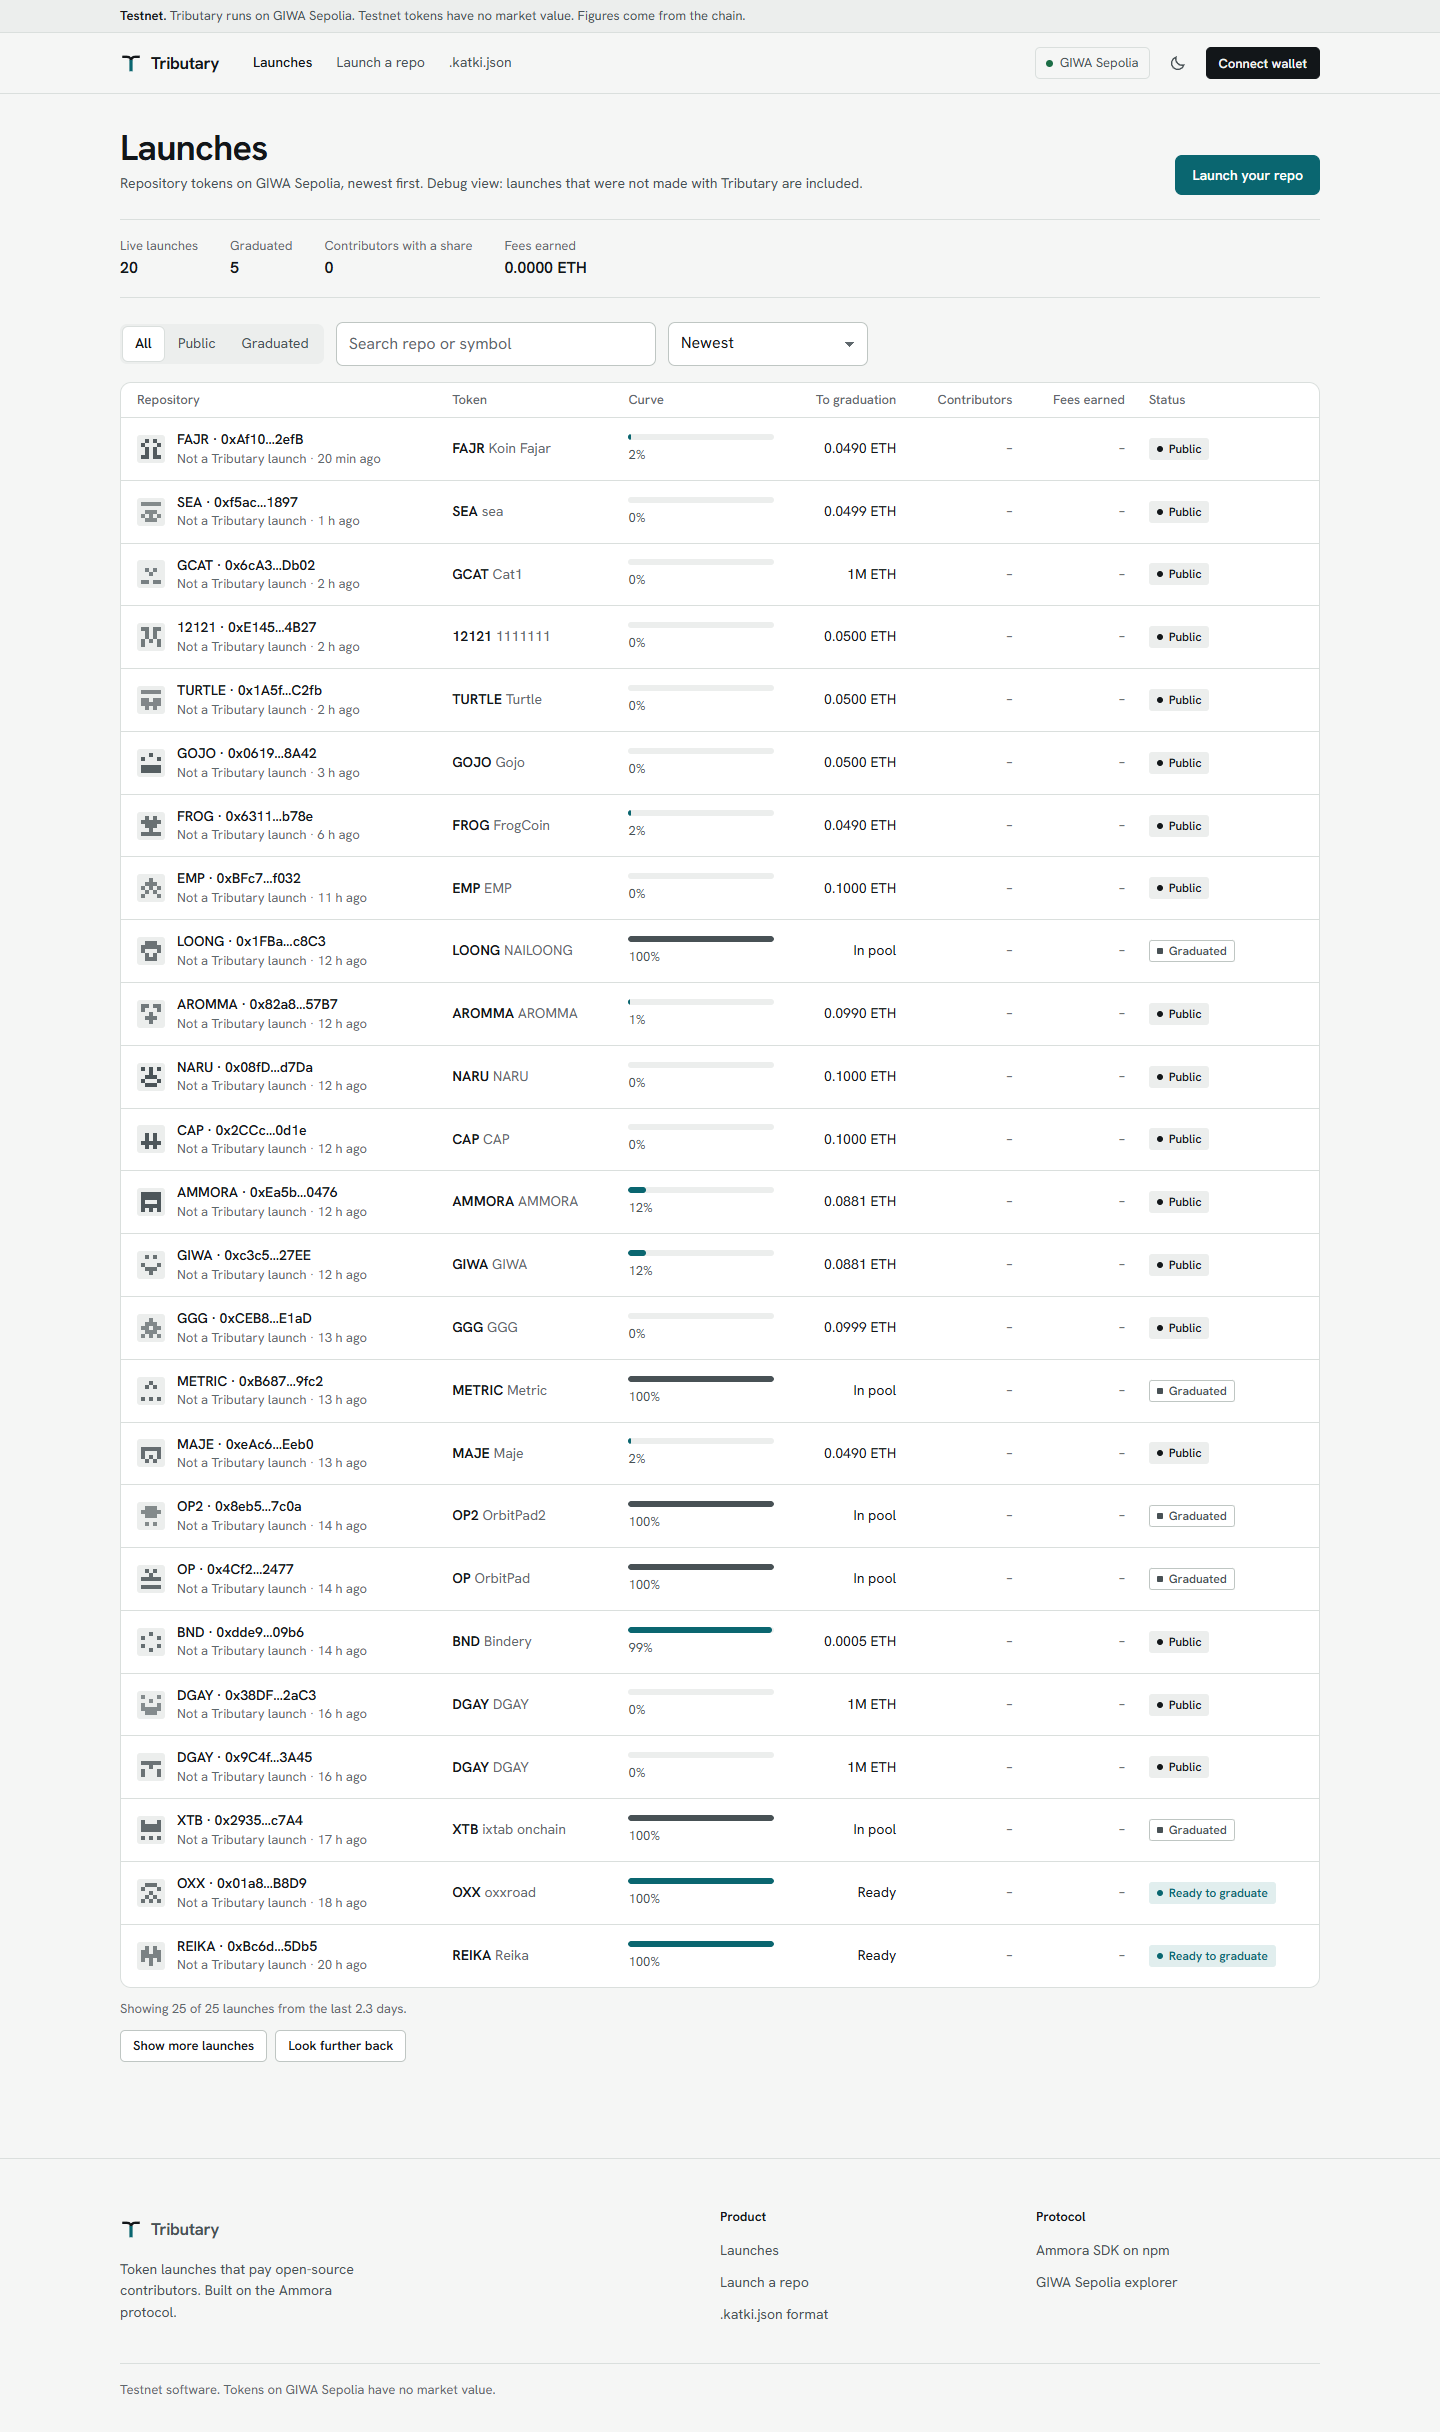 Testnet. Tributary runs on GIWA Sepolia. Testnet tokens have no market value. Figures come from the chain.
Tributary Launches Launch a repo .katki.json GIWA Sepolia Connect wallet
Launches
Repository tokens on GIWA Sepolia, newest first. Debug view: launches that were not made with Tributary are included.
Launch your repo
Live launches Graduated Contributors with a share Fees earned
20 5 0 0.0000 ETH
All Public Graduated Search repo or symbol Newest
Repository Token Curve To graduation Contributors Fees earned Status
FAJR · 0xAf10…2efB
Not a Tributary launch · 20 min ago
FAJR Koin Fajar 2% 0.0490 ETH – – Public
SEA · 0xf5ac…1897
Not a Tributary launch · 1 h ago
SEA sea 0% 0.0499 ETH – – Public
GCAT · 0x6cA3…Db02
Not a Tributary launch · 2 h ago
GCAT Cat1 0% 1M ETH – – Public
12121 · 0xE145…4B27
Not a Tributary launch · 2 h ago
12121 1111111 0% 0.0500 ETH – – Public
TURTLE · 0x1A5f…C2fb
Not a Tributary launch · 2 h ago
TURTLE Turtle 0% 0.0500 ETH – – Public
GOJO · 0x0619…8A42
Not a Tributary launch · 3 h ago
GOJO Gojo 0% 0.0500 ETH – – Public
FROG · 0x6311…b78e
Not a Tributary launch · 6 h ago
FROG FrogCoin 2% 0.0490 ETH – – Public
EMP · 0xBFc7…f032
Not a Tributary launch · 11 h ago
EMP EMP 0% 0.1000 ETH – – Public
LOONG · 0x1FBa…c8C3
Not a Tributary launch · 12 h ago
LOONG NAILOONG 100% In pool – – Graduated
AROMMA · 0x82a8…57B7
Not a Tributary launch · 12 h ago
AROMMA AROMMA 1% 0.0990 ETH – – Public
NARU · 0x08fD…d7Da
Not a Tributary launch · 12 h ago
NARU NARU 0% 0.1000 ETH – – Public
CAP · 0x2CCc…0d1e
Not a Tributary launch · 12 h ago
CAP CAP 0% 0.1000 ETH – – Public
AMMORA · 0xEa5b…0476
Not a Tributary launch · 12 h ago
AMMORA AMMORA 12% 0.0881 ETH – – Public
GIWA · 0xc3c5…27EE
Not a Tributary launch · 12 h ago
GIWA GIWA 12% 0.0881 ETH – – Public
GGG · 0xCEB8…E1aD
Not a Tributary launch · 13 h ago
GGG GGG 0% 0.0999 ETH – – Public
METRIC · 0xB687…9fc2
Not a Tributary launch · 13 h ago
METRIC Metric 100% In pool – – Graduated
MAJE · 0xeAc6…Eeb0
Not a Tributary launch · 13 h ago
MAJE Maje 2% 0.0490 ETH – – Public
OP2 · 0x8eb5…7c0a
Not a Tributary launch · 14 h ago
OP2 OrbitPad2 100% In pool – – Graduated
OP · 0x4Cf2…2477
Not a Tributary launch · 14 h ago
OP OrbitPad 100% In pool – – Graduated
BND · 0xdde9…09b6
Not a Tributary launch · 14 h ago
BND Bindery 99% 0.0005 ETH – – Public
DGAY · 0x38DF…2aC3
Not a Tributary launch · 16 h ago
DGAY DGAY 0% 1M ETH – – Public
DGAY · 0x9C4f…3A45
Not a Tributary launch · 16 h ago
DGAY DGAY 0% 1M ETH – – Public
XTB · 0x2935…c7A4
Not a Tributary launch · 17 h ago
XTB ixtab onchain 100% In pool – – Graduated
OXX · 0x01a8…B8D9
Not a Tributary launch · 18 h ago
OXX oxxroad 100% Ready – – Ready to graduate
REIKA · 0xBc6d…5Db5
Not a Tributary launch · 20 h ago
REIKA Reika 100% Ready – – Ready to graduate
Showing 25 of 25 launches from the last 2.3 days.
Show more launches Look further back
Tributary
Token launches that pay open-source
contributors. Built on the Ammora
protocol.
Product
Launches
Launch a repo
.katki.json format
Protocol
Ammora SDK on npm
GIWA Sepolia explorer
Testnet software. Tokens on GIWA Sepolia have no market value.